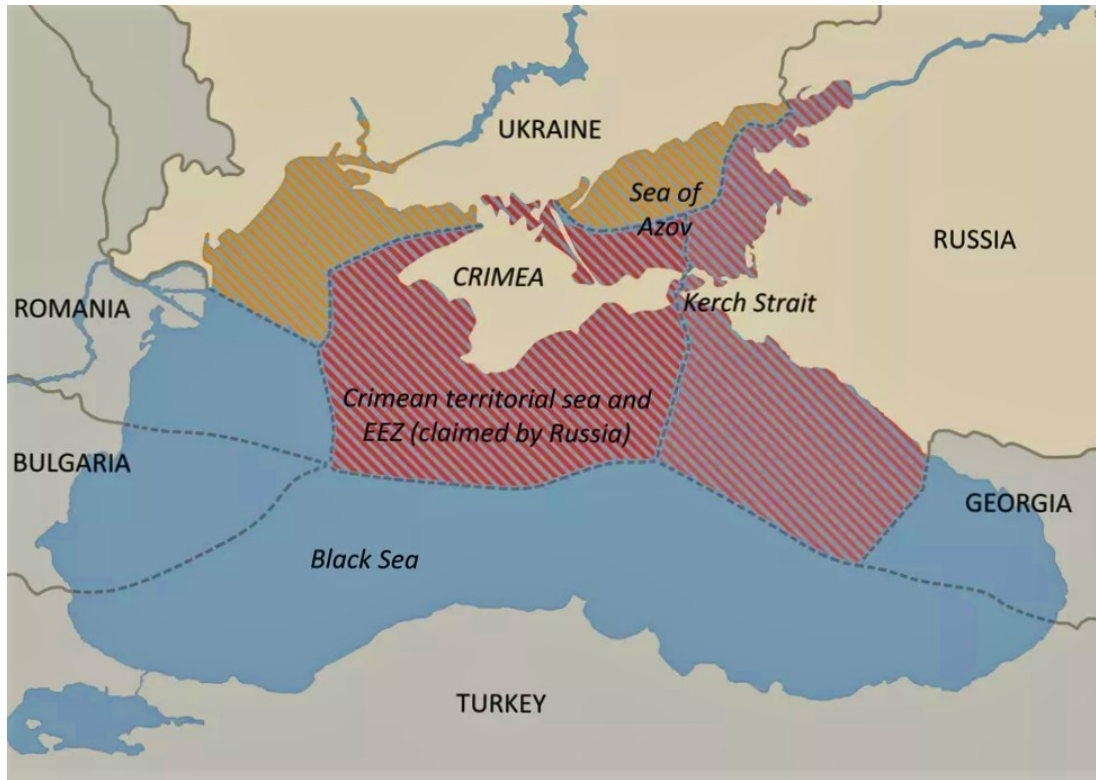 UKRAINE
Sea of
Azov
RUSSIA
CRIMEA
ROMANIA
Kerch Strait
Crimean territorial sea and
EEZ (claimed by Russia)
BULGARIA
GEORGIA
Black Sea
TURKEY